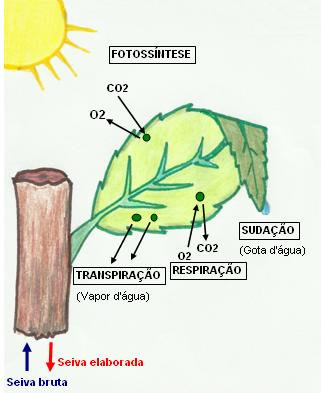 FOTOSSÍNTESE
CO2
O2
SUDAÇÃO
(Gota d'água)
O2
CO2
TRANSPIRAÇÃO
RESPIRAÇÃO
(Vapor d'água)
Seiva elaborada
Seiva bruta